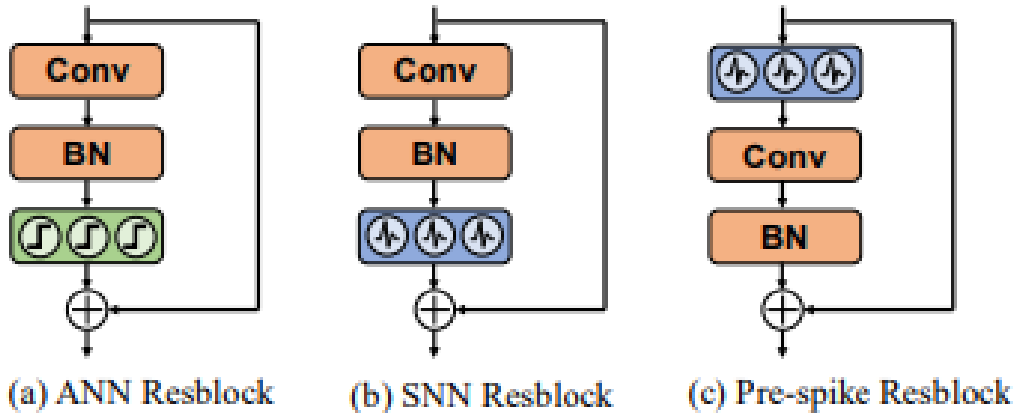 Conv
BN
(a) ANN Resblock
Conv
BN
(b) SNN Resblock
Conv
BN
(c) Pre-spike Resblock